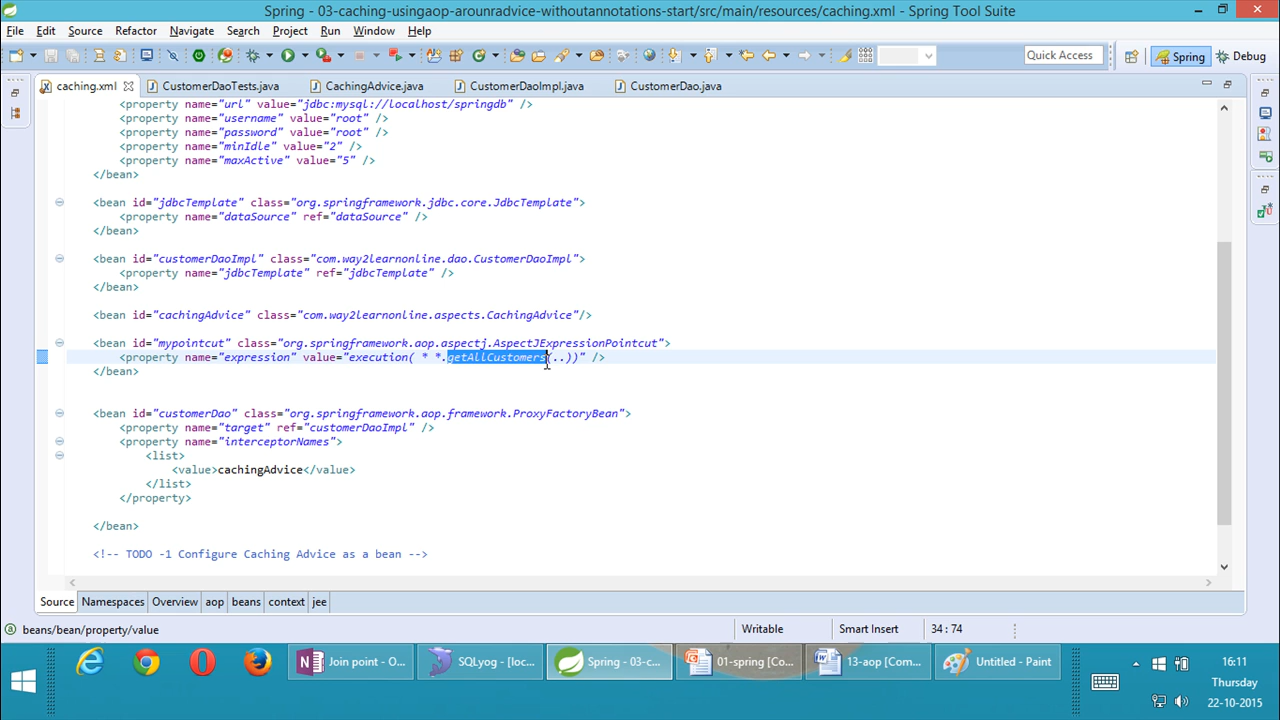 Spring - 03-caching-usingaop-arounradvice-withoutannotations-start/src/main/resources/caching.xml - Spring Tool Suite
File Edit Source Refactor Navigate Search Project Run Window Help
Quick Access Spring Debug
caching.xml CustomerDaoTests.java CachingAdvice.java CustomerDaoImpl.java CustomerDao.java
<property name="url" value="jdbc:mysql://localhost/springdb" />
<property name="username" value="root" />
<property name="password" value="root" />
<property name="minIdle" value="2" />
<property name="maxActive" value="5" />
</bean>
<bean id="jdbcTemplate" class="org.springframework.jdbc.core.JdbcTemplate">
<property name="dataSource" ref="dataSource" />
</bean>
<bean id="customerDaoImpl" class="com.way2learnonline.dao.CustomerDaoImpl">
<property name="jdbcTemplate" ref="jdbcTemplate" />
</bean>
<bean id="cachingAdvice" class="com.way2learnonline.aspects.CachingAdvice"/>
<bean id="mypointcut" class="org.springframework.aop.aspectj.AspectJExpressionPointcut">
<property name="expression" value="execution( * *.getAllCustomers(..))" />
</bean>
<bean id="customerDao" class="org.springframework.aop.framework.ProxyFactoryBean">
<property name="target" ref="customerDaoImpl" />
<property name="interceptorNames">
<list>
<value>cachingAdvice</value>
</list>
</property>
</bean>
<!-- TODO -1 Configure Caching Advice as a bean -->
Source Namespaces Overview aop beans context jee
beans/bean/property/value Writable Smart Insert 34 : 74
Join point - O... SQLyog - [loc... Spring - 03-c... 01-spring [Co... 13-aop [Com... Untitled - Paint
16:11
Thursday
22-10-2015